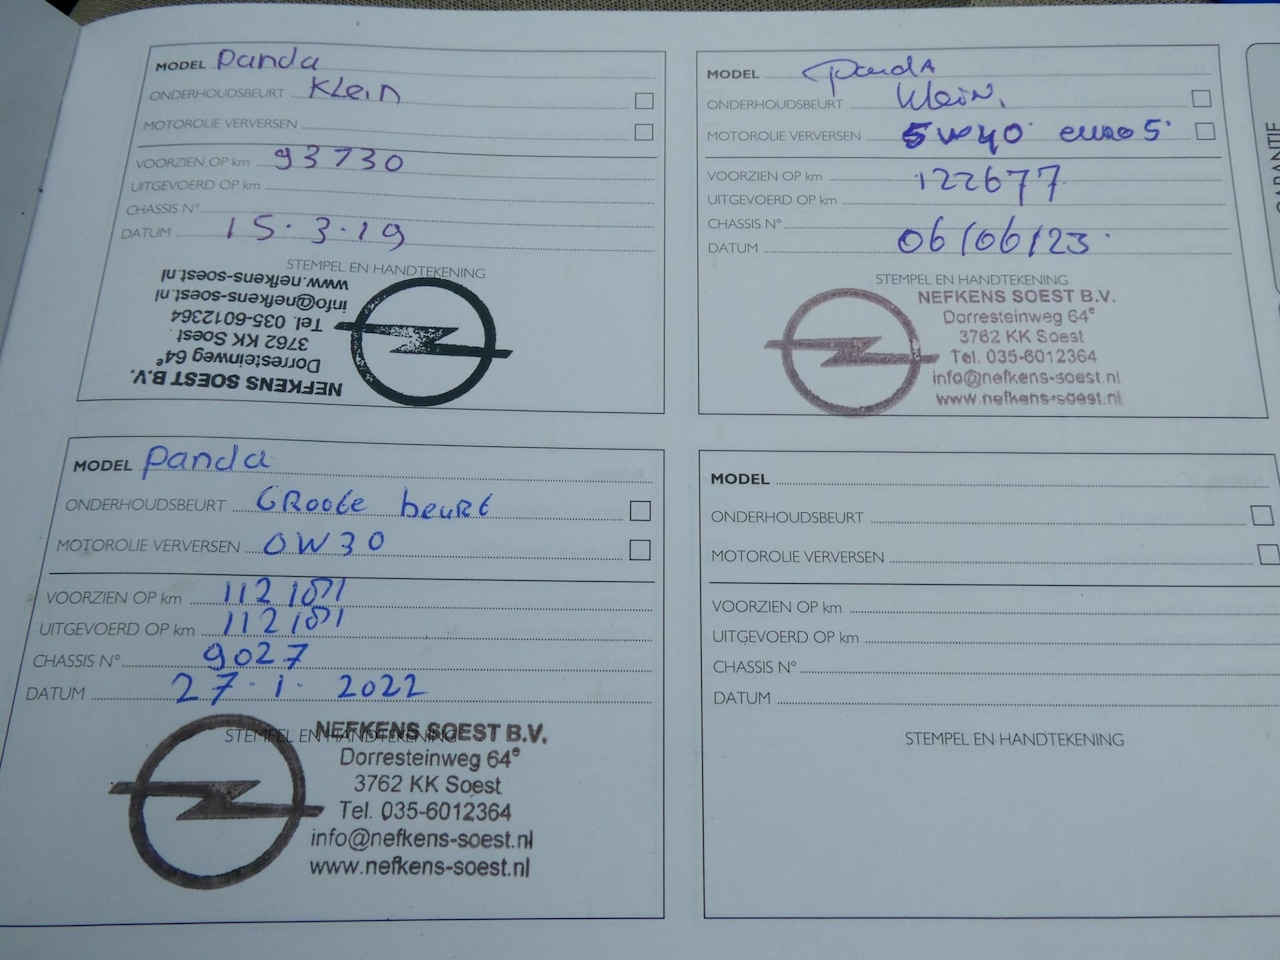 MODEL Panda
ONDERHOUDSBEURT Klein
MOTOROLIE VERVERSEN
VOORZIEN OP km 93730
UITGEVOERD OP km
CHASSIS N°
DATUM 15.3.19
STEMPEL EN HANDTEKENING
NEFKENS SOEST B.V.
Dorresteinweg 64e
3762 KK Soest
Tel. 035-6012364
info@nefkens-soest.nl
www.nefkens-soest.nl
MODEL panda
ONDERHOUDSBEURT klein.
MOTOROLIE VERVERSEN 5w40 euro5
VOORZIEN OP km 122677
UITGEVOERD OP km
CHASSIS N°
DATUM 06/06/23
STEMPEL EN HANDTEKENING
NEFKENS SOEST B.V.
Dorresteinweg 64e
3762 KK Soest
Tel. 035-6012364
info@nefkens-soest.nl
www.nefkens-soest.nl
MODEL Panda
ONDERHOUDSBEURT GRoote beurt
MOTOROLIE VERVERSEN 0W30
VOORZIEN OP km
UITGEVOERD OP km
CHASSIS N° 9027
DATUM 27.1.2022
STEMPEL EN HANDTEKENING
NEFKENS SOEST B.V.
Dorresteinweg 64e
3762 KK Soest
Tel. 035-6012364
info@nefkens-soest.nl
www.nefkens-soest.nl
MODEL
ONDERHOUDSBEURT
MOTOROLIE VERVERSEN
VOORZIEN OP km
UITGEVOERD OP km
CHASSIS N°
DATUM
STEMPEL EN HANDTEKENING
GARANTIE